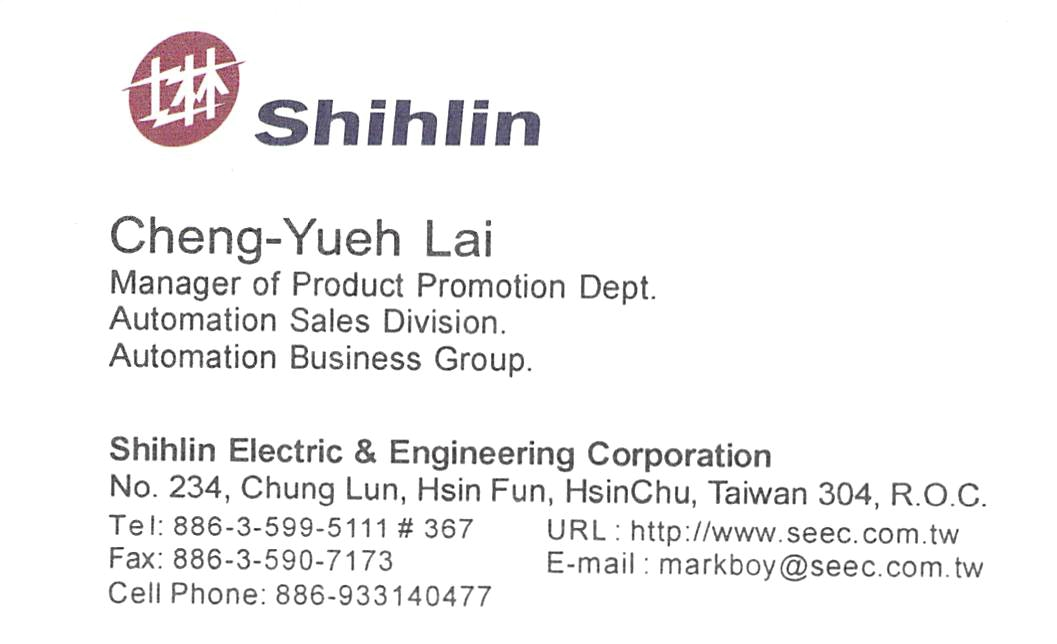 士林 Shihlin
Cheng-Yueh Lai
Manager of Product Promotion Dept.
Automation Sales Division.
Automation Business Group.
Shihlin Electric & Engineering Corporation
No. 234, Chung Lun, Hsin Fun, HsinChu, Taiwan 304, R.O.C.
Tel: 886-3-599-5111 # 367
URL : http://www.seec.com.tw
Fax: 886-3-590-7173
E-mail : markboy@seec.com.tw
Cell Phone: 886-933140477